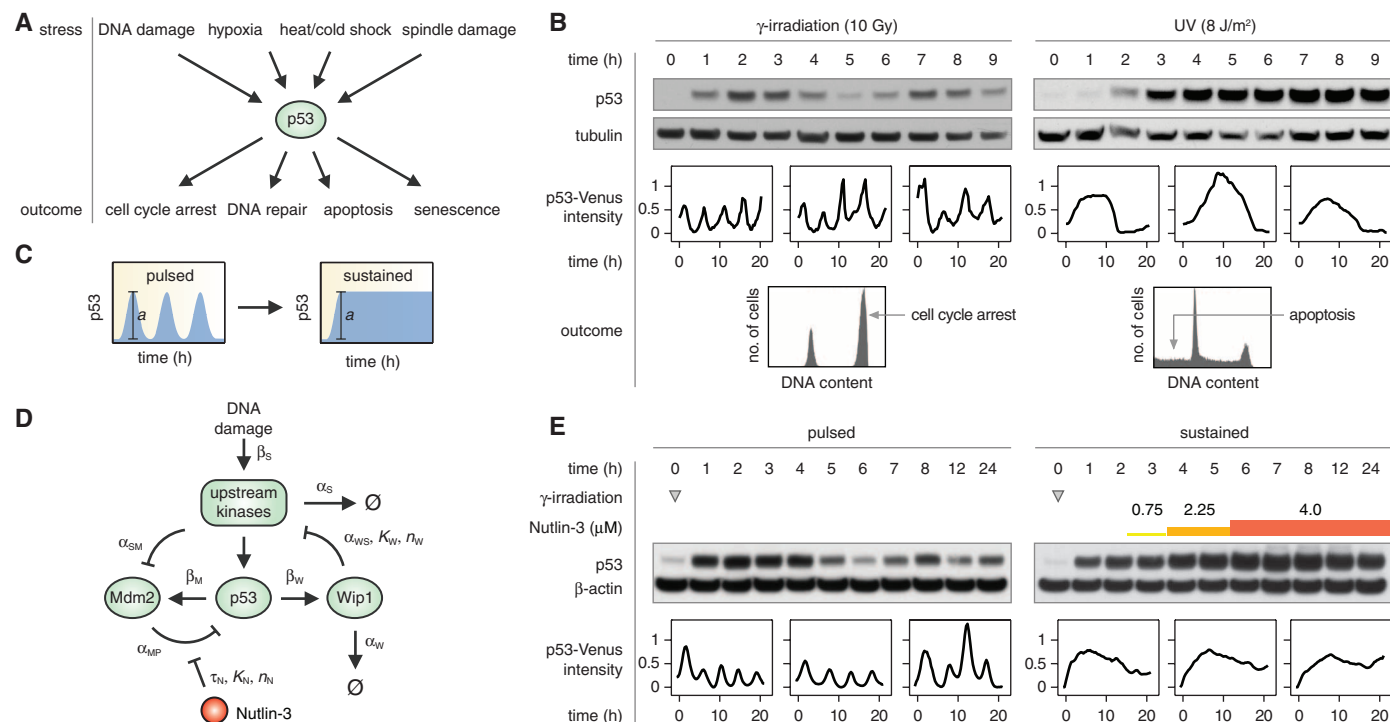 A
stress DNA damage hypoxia heat/cold shock spindle damage
p53
outcome cell cycle arrest DNA repair apoptosis senescence
B
γ-irradiation (10 Gy) UV (8 J/m²)
time (h) 0 1 2 3 4 5 6 7 8 9 0 1 2 3 4 5 6 7 8 9
p53
tubulin
p53-Venus
intensity
1
0.5
0
1
0.5
0
time (h) 0 10 20 0 10 20 0 10 20 0 10 20 0 10 20 0 10 20
outcome
no. of cells
cell cycle arrest
DNA content
no. of cells
apoptosis
DNA content
C
pulsed
p53
a
time (h)
sustained
p53
a
time (h)
D
DNA
damage
βS
upstream
kinases
αS
Ø
αSM
αWS, KW, nW
βM
βW
Mdm2 p53 Wip1
αMP
αW
Ø
τN, KN, nN
Nutlin-3
E
pulsed sustained
time (h) 0 1 2 3 4 5 6 7 8 12 24 0 1 2 3 4 5 6 7 8 12 24
γ-irradiation
Nutlin-3 (μM) 0.75 2.25 4.0
p53
β-actin
p53-Venus
intensity
1
0.5
0
1
0.5
0
time (h) 0 10 20 0 10 20 0 10 20 0 10 20 0 10 20 0 10 20